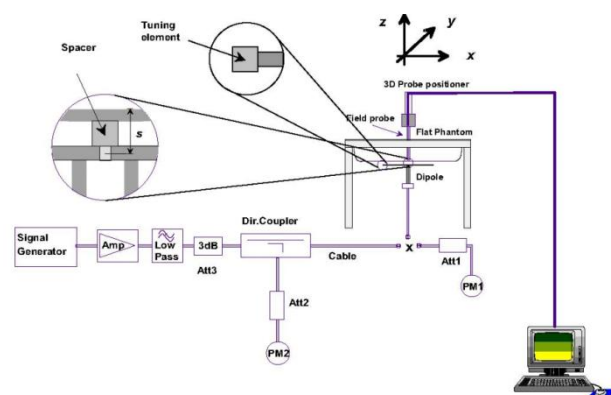 Tuning
element
z
y
x
Spacer
s
3D Probe positioner
Field probe
Flat Phantom
Dipole
Dir.Coupler
Signal
Generator
Amp
Low
Pass
3dB
Att3
Cable
x
Att1
PM1
Att2
PM2